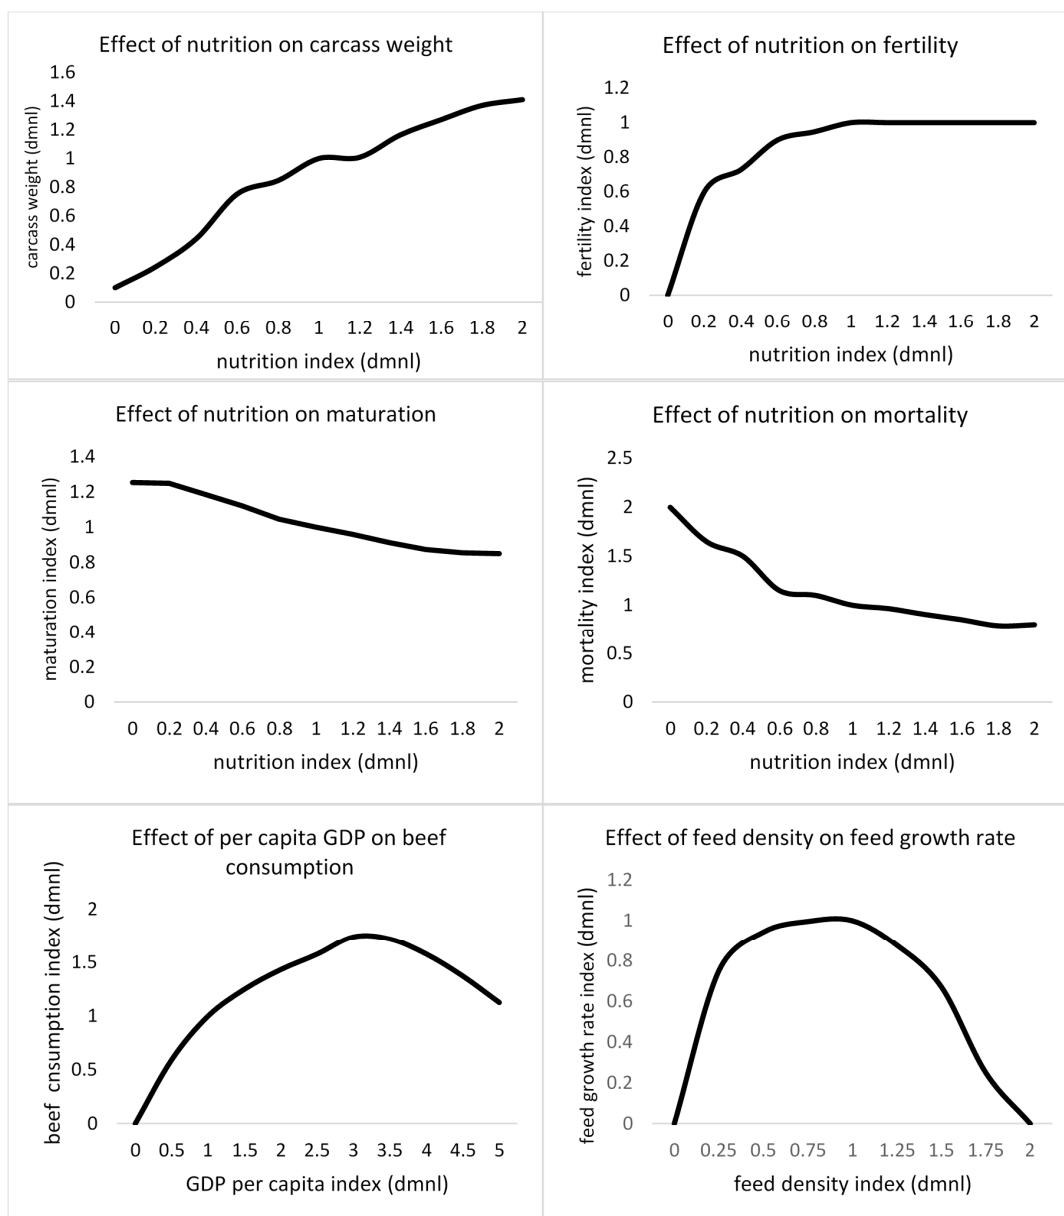 Effect of nutrition on carcass weight
carcass weight (dmnl)
1.6
1.4
1.2
1
0.8
0.6
0.4
0.2
0
0 0.2 0.4 0.6 0.8 1 1.2 1.4 1.6 1.8 2
nutrition index (dmnl)
Effect of nutrition on fertility
fertility index (dmnl)
1.2
1
0.8
0.6
0.4
0.2
0
0 0.2 0.4 0.6 0.8 1 1.2 1.4 1.6 1.8 2
nutrition index (dmnl)
Effect of nutrition on maturation
maturation index (dmnl)
1.4
1.2
1
0.8
0.6
0.4
0.2
0
0 0.2 0.4 0.6 0.8 1 1.2 1.4 1.6 1.8 2
nutrition index (dmnl)
Effect of nutrition on mortality
mortality index (dmnl)
2.5
2
1.5
1
0.5
0
0 0.2 0.4 0.6 0.8 1 1.2 1.4 1.6 1.8 2
nutrition index (dmnl)
Effect of per capita GDP on beef
consumption
beef cnsumption index (dmnl)
2
1.5
1
0.5
0
0 0.5 1 1.5 2 2.5 3 3.5 4 4.5 5
GDP per capita index (dmnl)
Effect of feed density on feed growth rate
feed growth rate index (dmnl)
1.2
1
0.8
0.6
0.4
0.2
0
0 0.25 0.5 0.75 1 1.25 1.5 1.75 2
feed density index (dmnl)